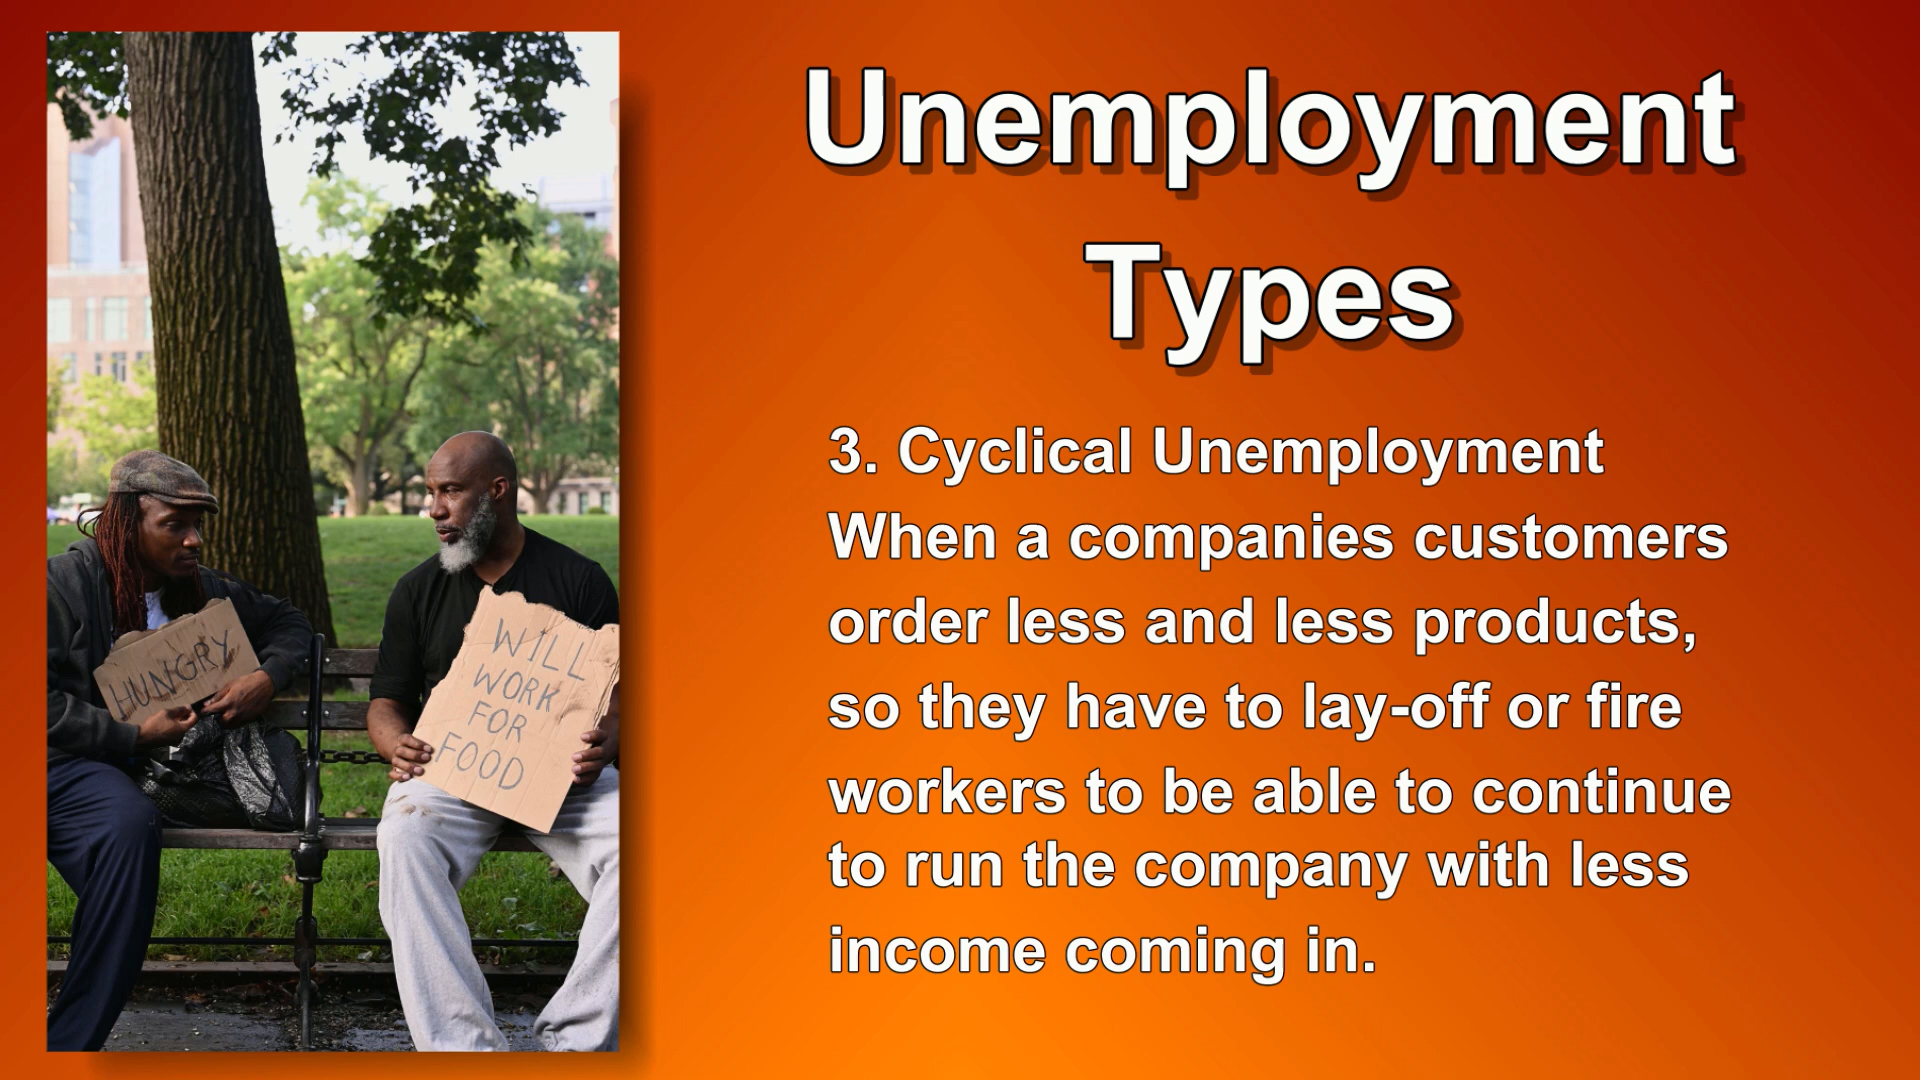 Unemployment
Types
3. Cyclical Unemployment
When a companies customers
order less and less products,
so they have to lay-off or fire
workers to be able to continue
to run the company with less
income coming in.
HUNGRY
WILL
WORK
FOR
FOOD